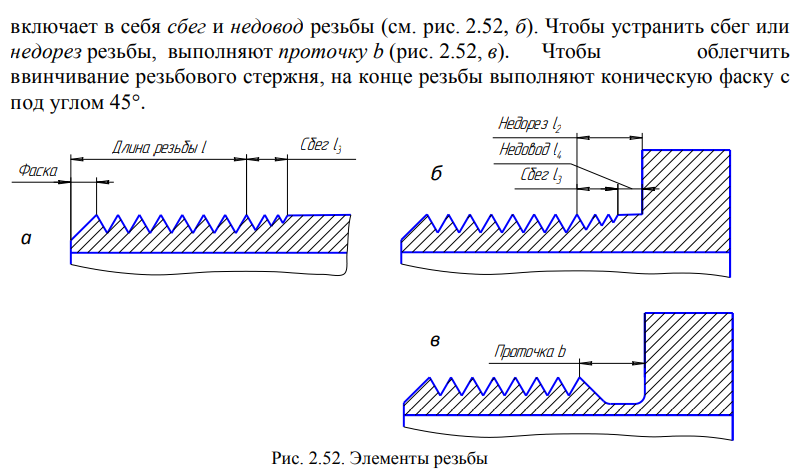 включает в себя сбег и недовод резьбы (см. рис. 2.52, б). Чтобы устранить сбег или
недорез резьбы, выполняют проточку b (рис. 2.52, в). Чтобы облегчить
ввинчивание резьбового стержня, на конце резьбы выполняют коническую фаску с
под углом 45°.
Длина резьбы l
Сбег l3
Фаска
а
Недорез l2
Недовод l4
Сбег l3
б
в
Проточка b
Рис. 2.52. Элементы резьбы